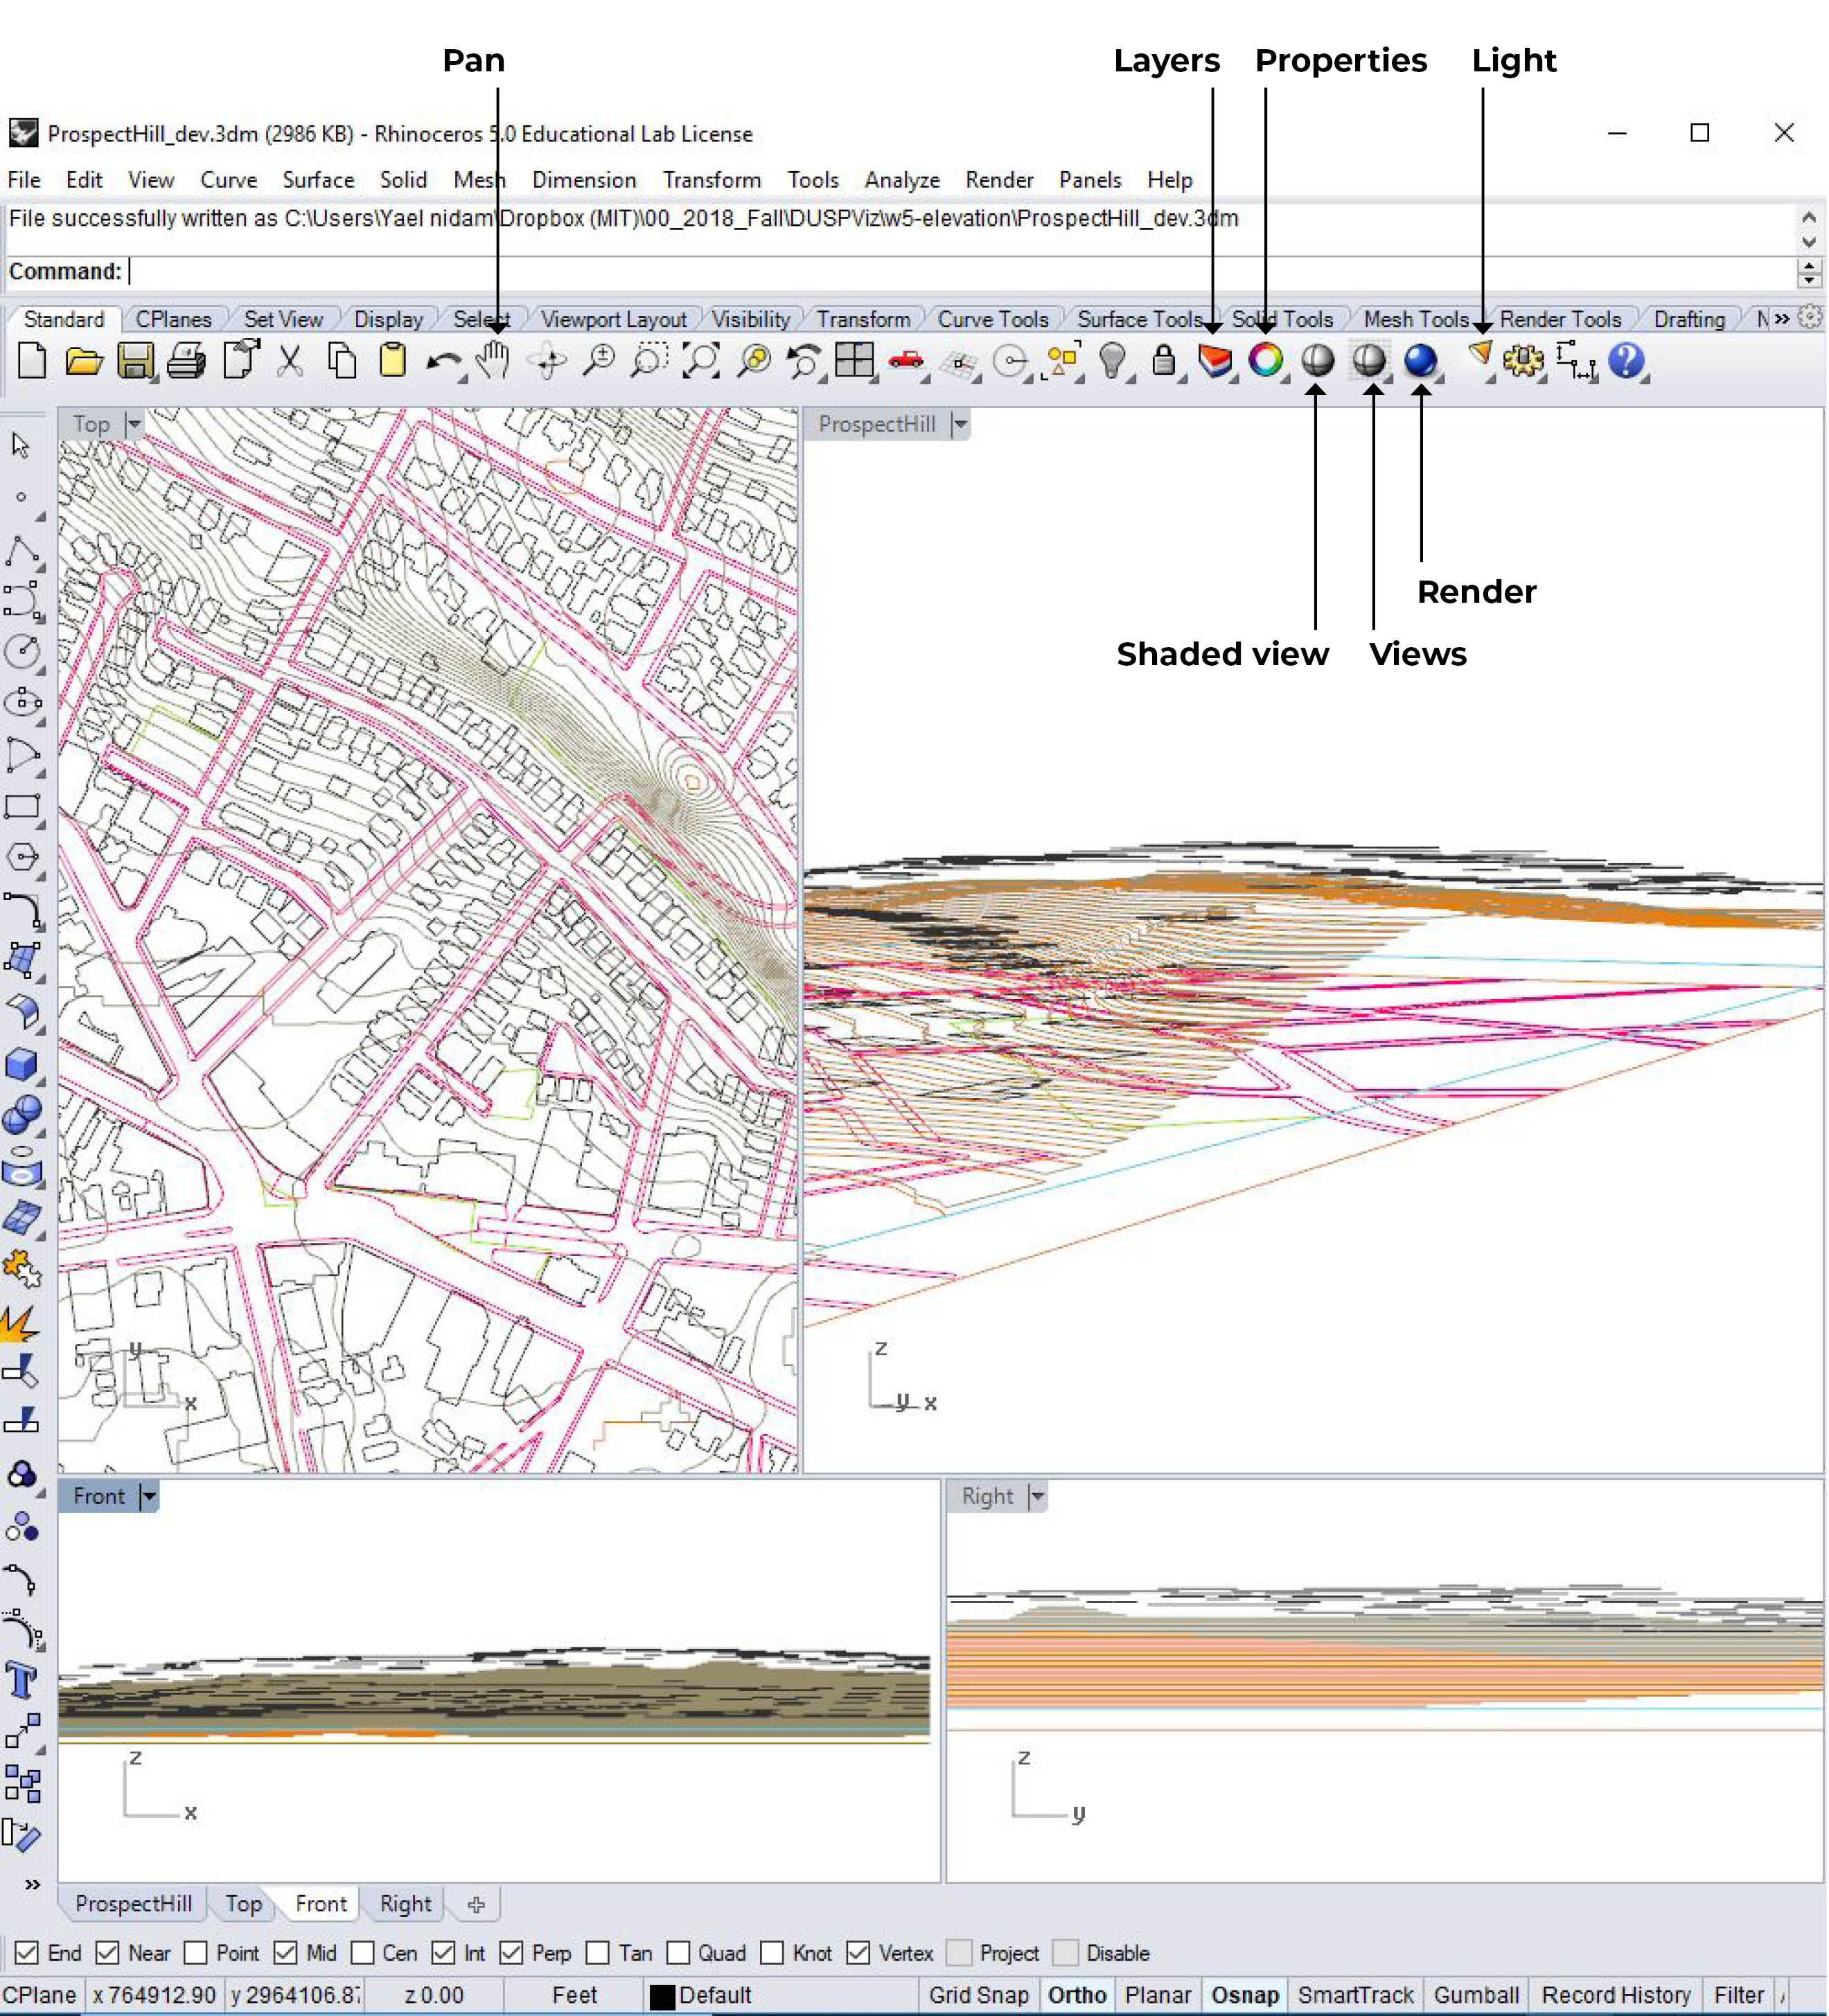 Pan Layers Properties Light
ProspectHill_dev.3dm (2986 KB) - Rhinoceros 5.0 Educational Lab License
File Edit View Curve Surface Solid Mesh Dimension Transform Tools Analyze Render Panels Help
File successfully written as C:\Users\Yael nidam\Dropbox (MIT)\00_2018_Fall\DUSPViz\w5-elevation\ProspectHill_dev.3dm
Command:
Standard CPlanes Set View Display Select Viewport Layout Visibility Transform Curve Tools Surface Tools Solid Tools Mesh Tools Render Tools Drafting
Top ProspectHill
Render
Shaded view Views
y
x
z
y x
Front Right
z
x
z
y
ProspectHill Top Front Right
End Near Point Mid Cen Int Perp Tan Quad Knot Vertex Project Disable
CPlane x 764912.90 y 2964106.87 z 0.00 Feet Default Grid Snap Ortho Planar Osnap SmartTrack Gumball Record History Filter